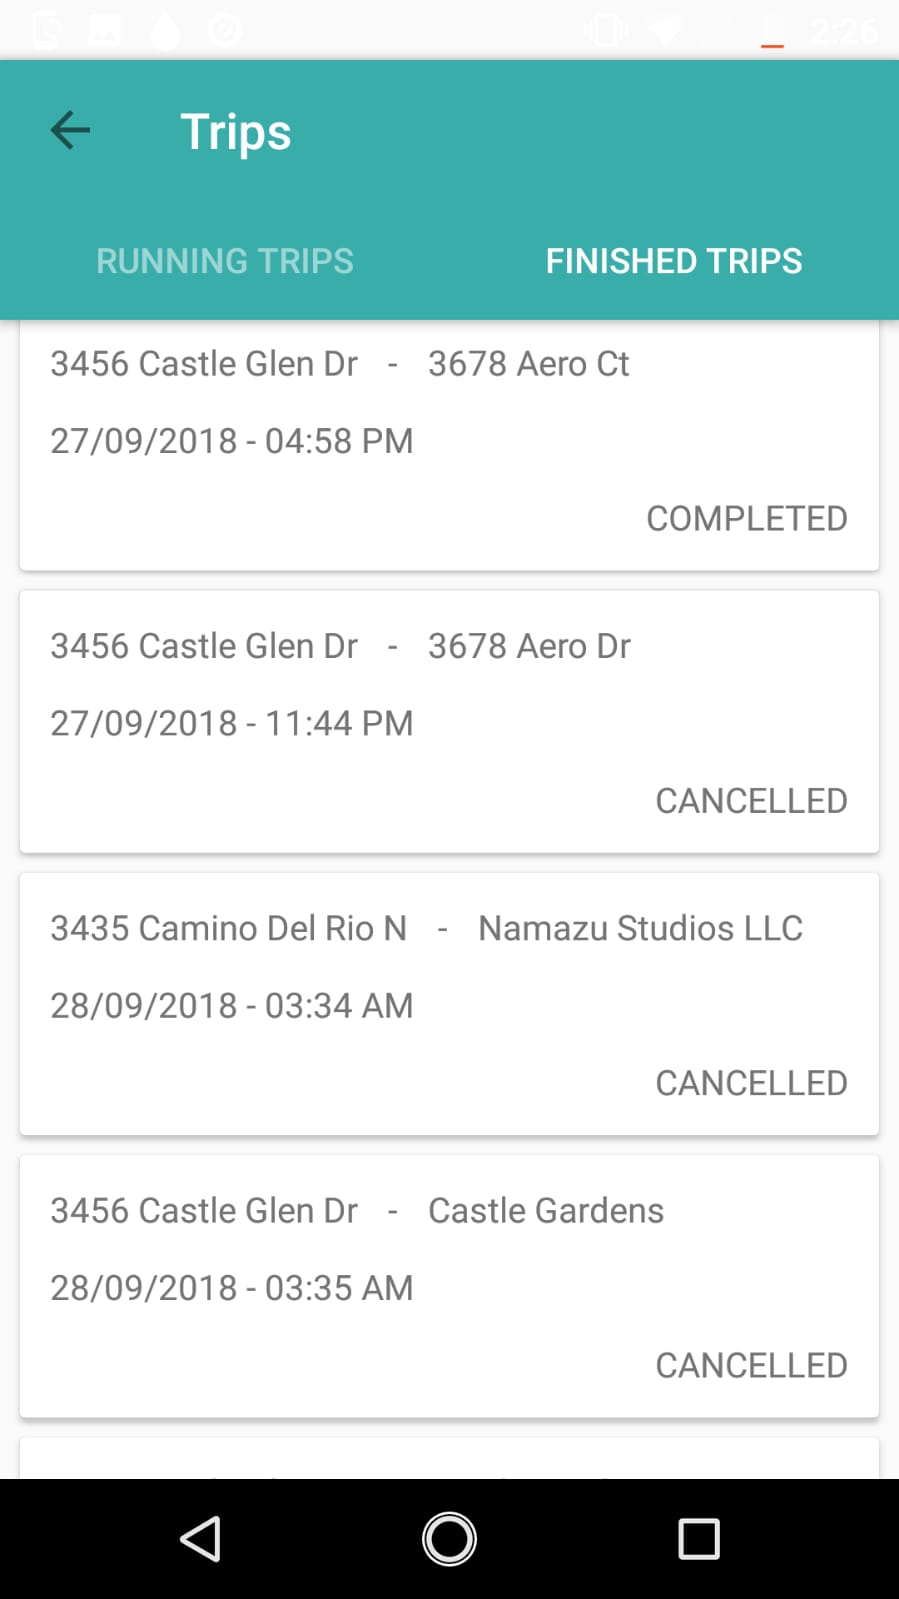 2:26
Trips
RUNNING TRIPS FINISHED TRIPS
3456 Castle Glen Dr - 3678 Aero Ct
27/09/2018 - 04:58 PM
COMPLETED
3456 Castle Glen Dr - 3678 Aero Dr
27/09/2018 - 11:44 PM
CANCELLED
3435 Camino Del Rio N - Namazu Studios LLC
28/09/2018 - 03:34 AM
CANCELLED
3456 Castle Glen Dr - Castle Gardens
28/09/2018 - 03:35 AM
CANCELLED